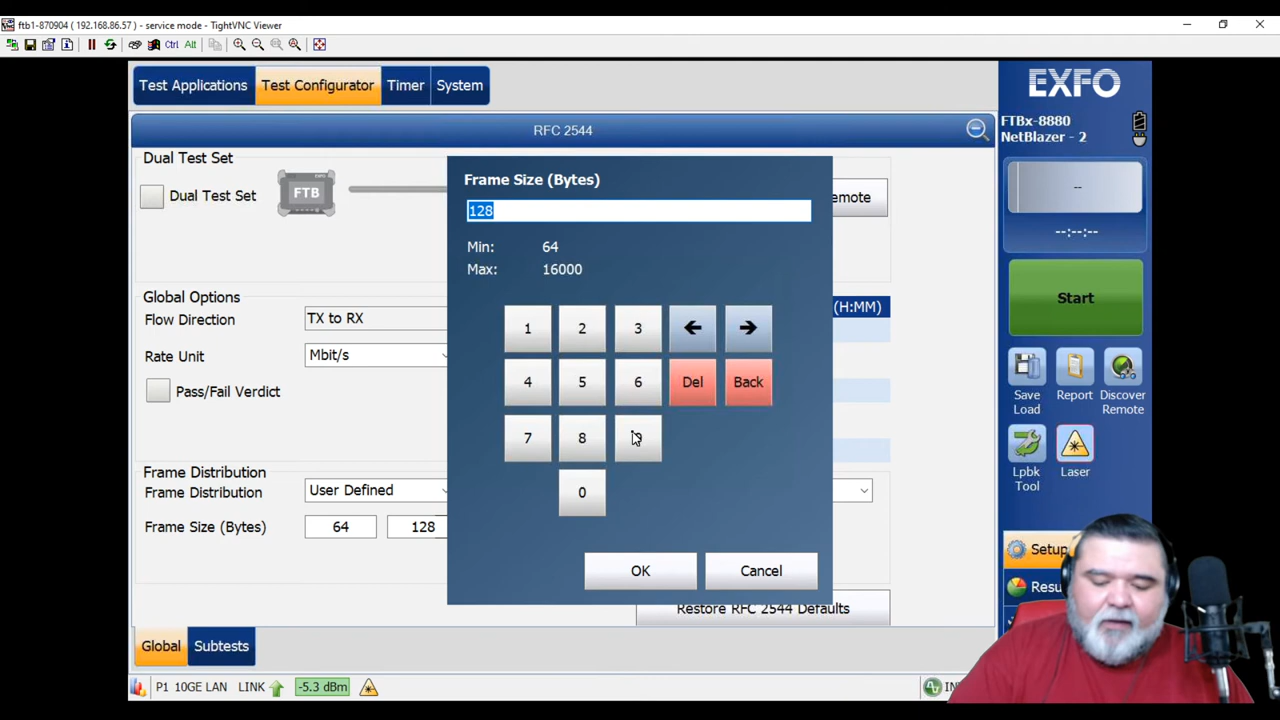 ftb1-870904 ( 192.168.86.57 ) - service mode - TightVNC Viewer
Ctrl Alt
Test Applications Test Configurator Timer System
EXFO
FTBx-8880
NetBlazer - 2
RFC 2544
Dual Test Set
Dual Test Set
FTB
Frame Size (Bytes)
128
Min: 64
Max: 16000
1 2 3
4 5 6 Del Back
7 8
0
OK Cancel
emote
--
--:--:--
Global Options
Flow Direction TX to RX
(H:MM)
Rate Unit Mbit/s
Pass/Fail Verdict
Start
Save
Load
Report
Discover
Remote
Lpbk
Tool
Laser
Frame Distribution
Frame Distribution User Defined
Frame Size (Bytes) 64 128
Restore RFC 2544 Defaults
Setup
Resu
Global Subtests
P1 10GE LAN LINK -5.3 dBm
IN